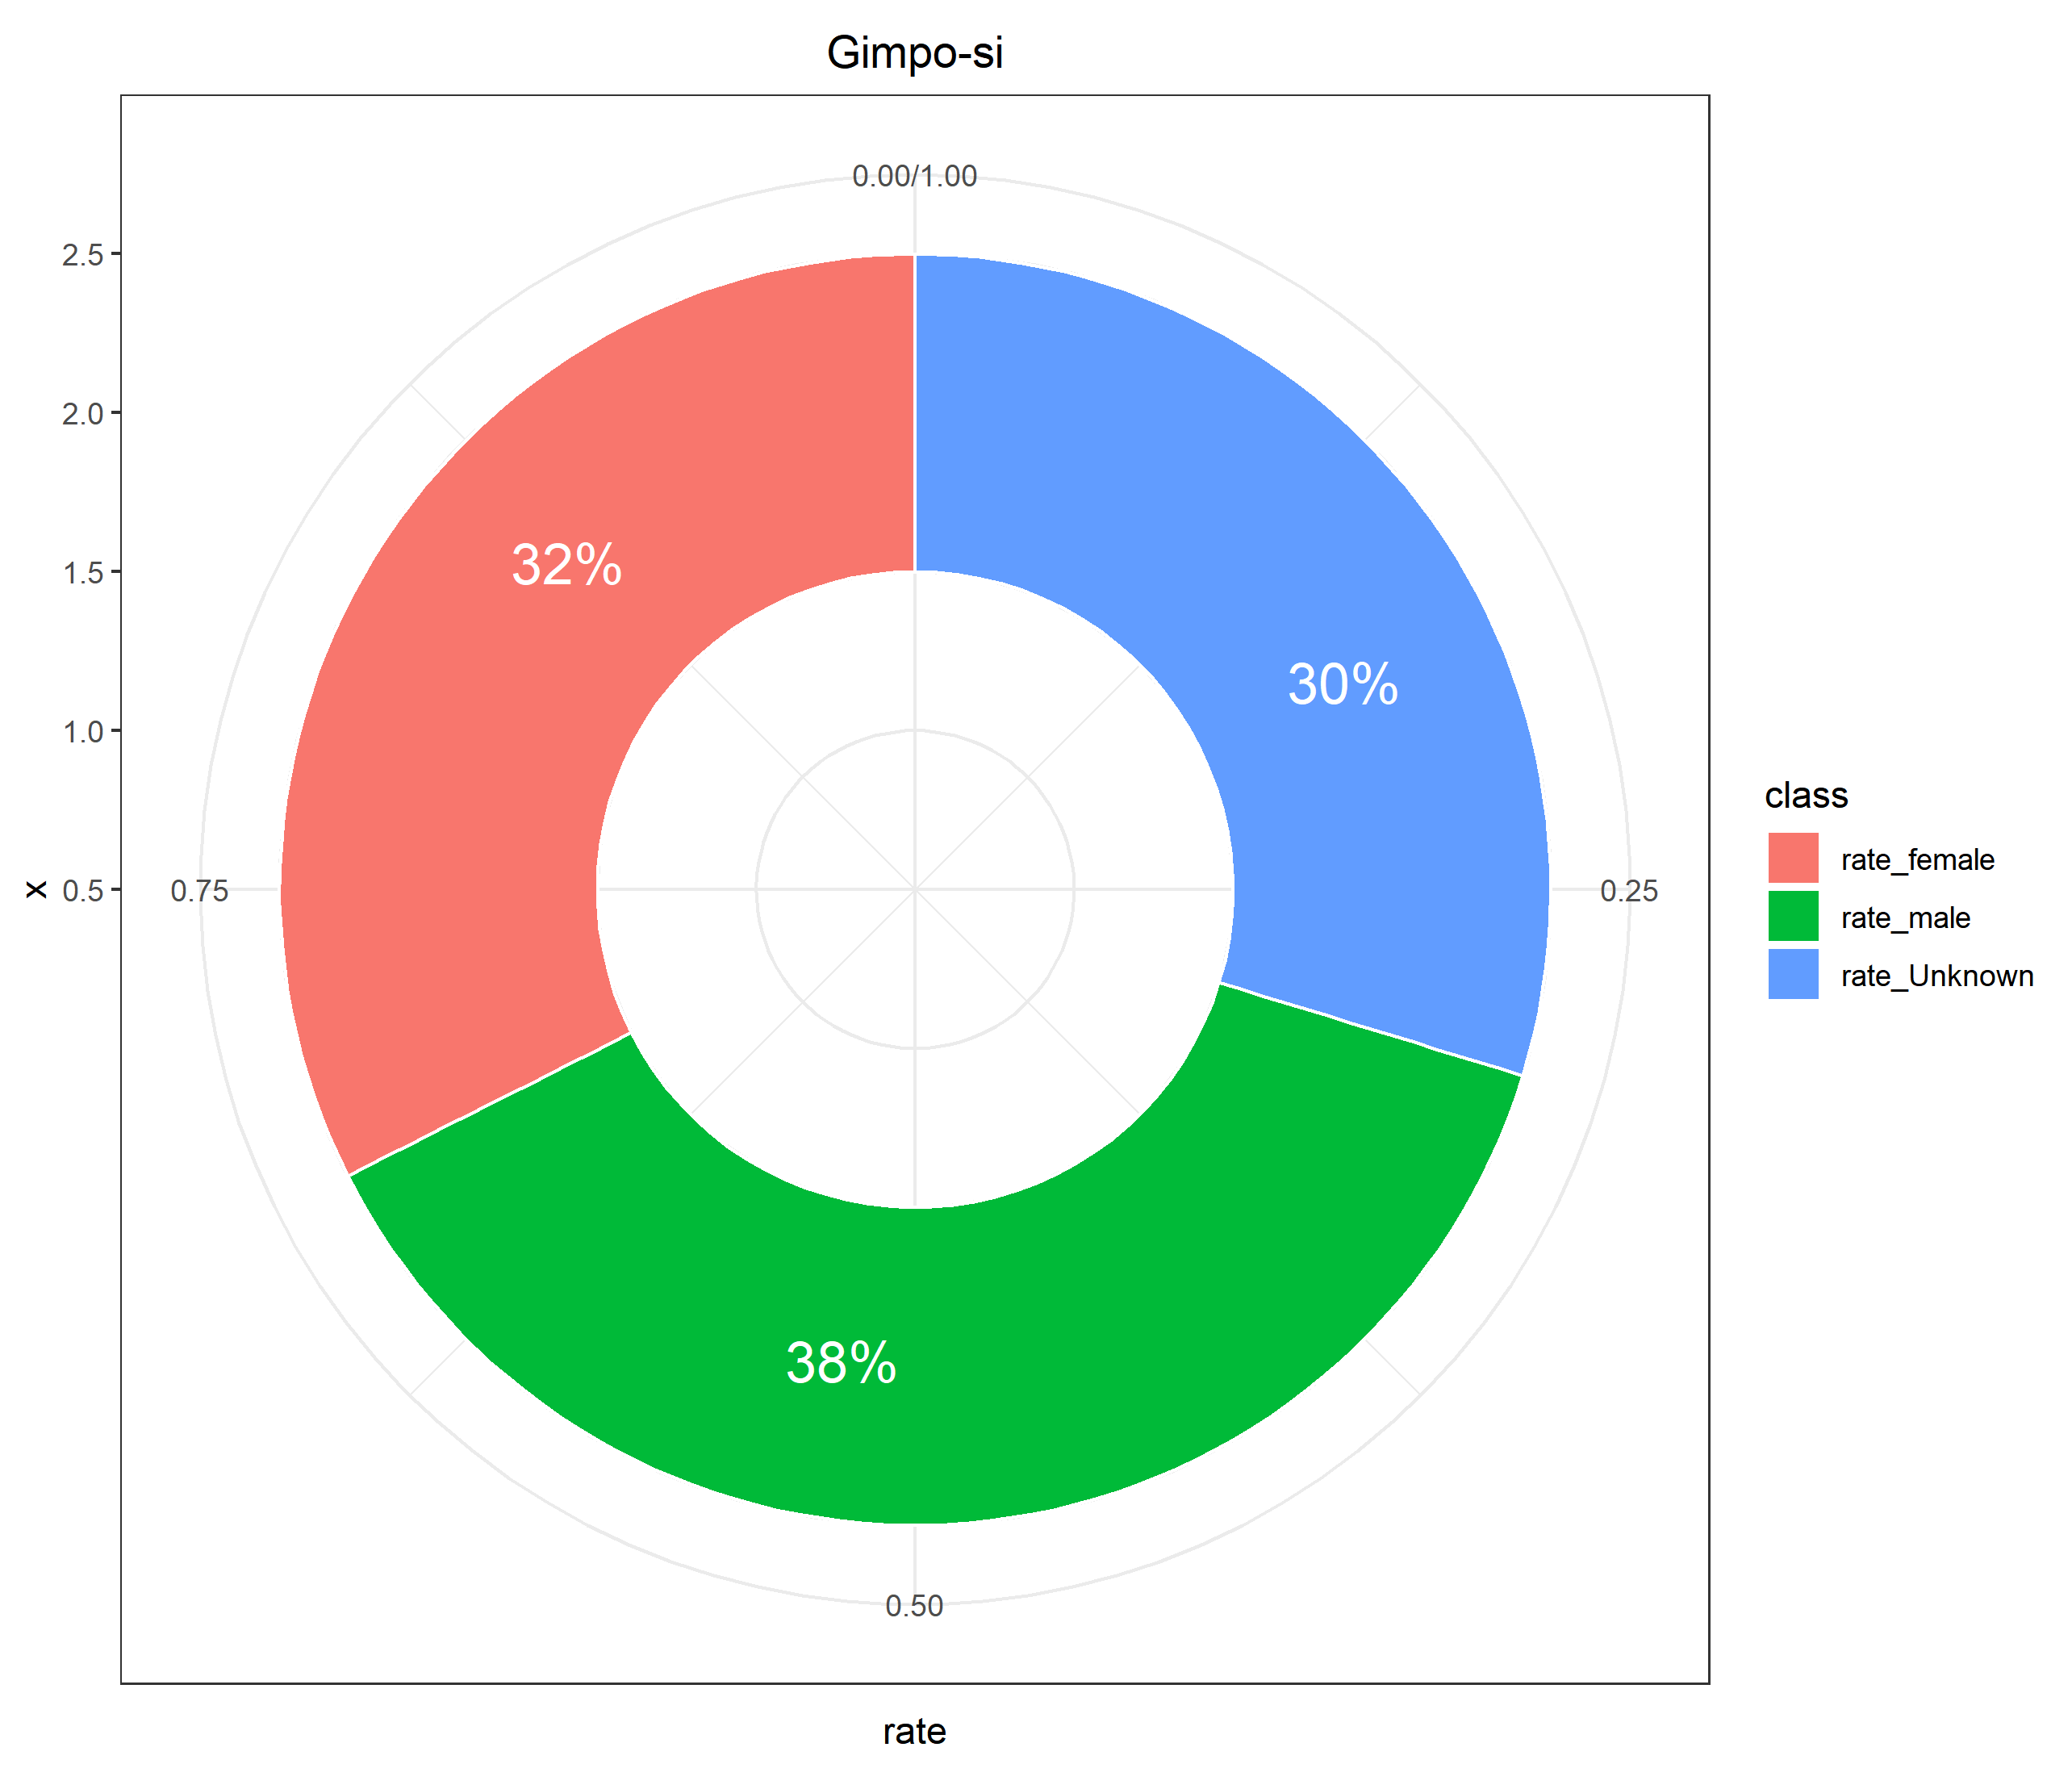 Gimpo-si
0.00/1.00
2.5
2.0
1.5
1.0
0.5
x
0.75
0.25
0.50
32%
30%
38%
rate
class
rate_female
rate_male
rate_Unknown